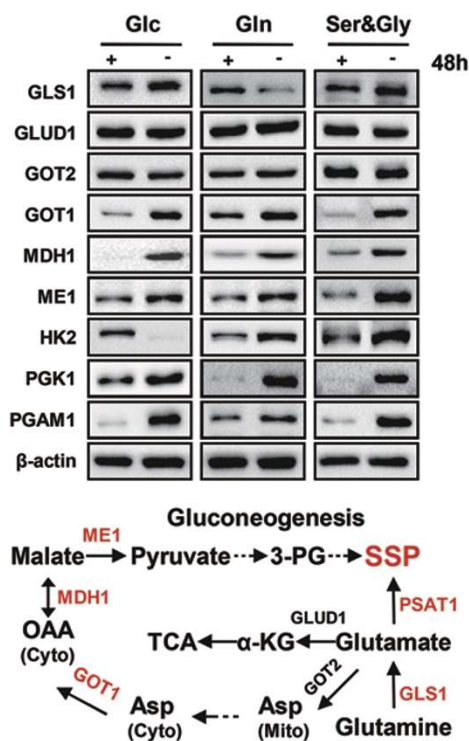 Glc Gln Ser&Gly
+ - + - + - 48h
GLS1
GLUD1
GOT2
GOT1
MDH1
ME1
HK2
PGK1
PGAM1
β-actin
Gluconeogenesis
ME1
Malate Pyruvate 3-PG SSP
MDH1 PSAT1
OAA GLUD1
(Cyto) TCA α-KG Glutamate
GOT1 GOT2 GLS1
Asp Asp
(Cyto) (Mito) Glutamine